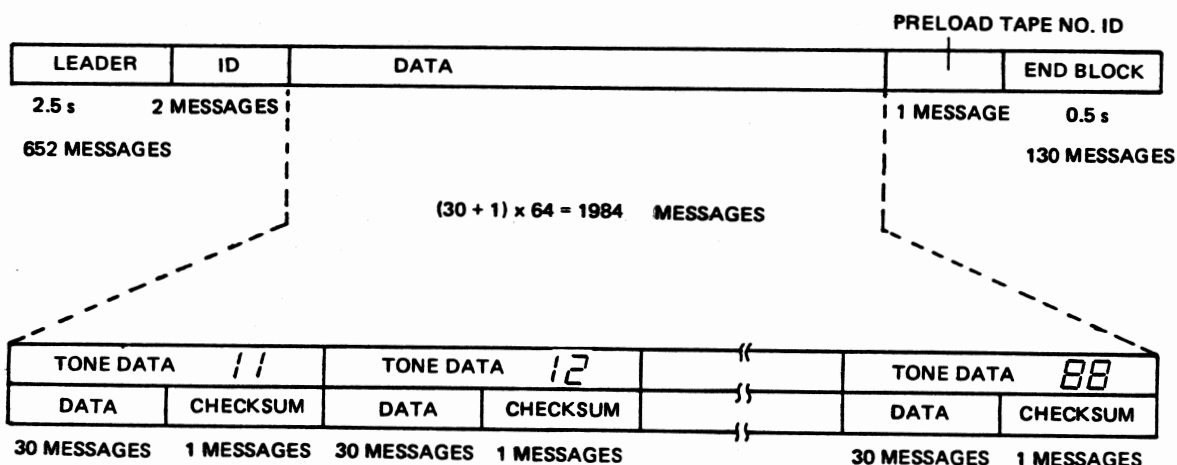 PRELOAD TAPE NO. ID
LEADER ID DATA END BLOCK
2.5 s 2 MESSAGES 1 MESSAGE 0.5 s
652 MESSAGES 130 MESSAGES
(30 + 1) x 64 = 1984 MESSAGES
TONE DATA 11 TONE DATA 12 TONE DATA 88
DATA CHECKSUM DATA CHECKSUM DATA CHECKSUM
30 MESSAGES 1 MESSAGES 30 MESSAGES 1 MESSAGES 30 MESSAGES 1 MESSAGES